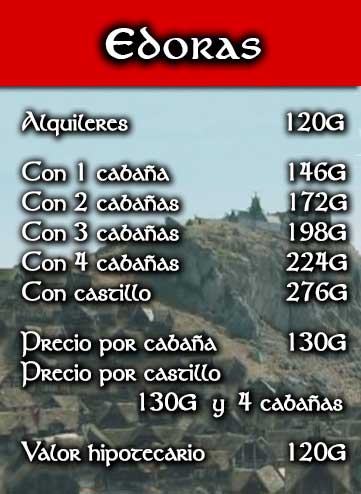 Edoras
Alquileres 120G
Con 1 cabaña 146G
Con 2 cabañas 172G
Con 3 cabañas 198G
Con 4 cabañas 224G
Con castillo 276G
Precio por cabaña 130G
Precio por castillo
130G y 4 cabañas
Valor hipotecario 120G